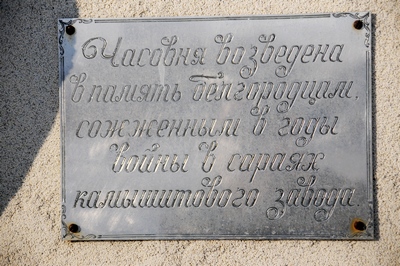 Часовня возведена
в память белгородцам,
сожженным в годы
войны в сараях
камышитового завода.